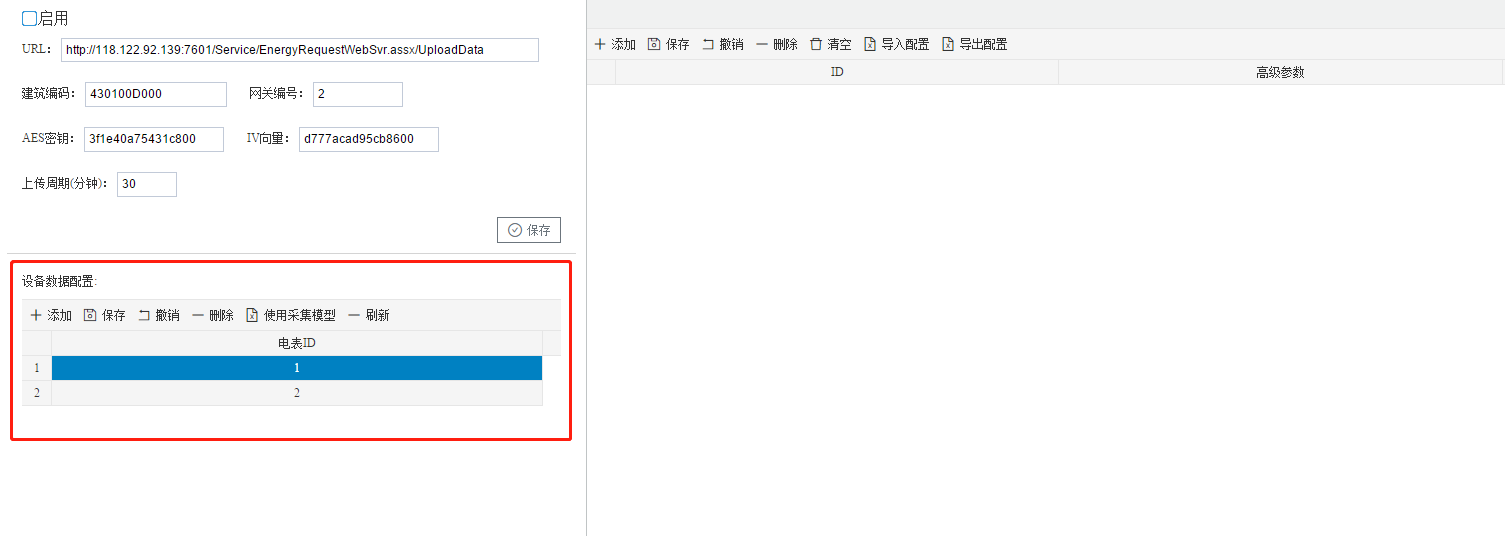 启用
URL: http://118.122.92.139:7601/Service/EnergyRequestWebSvr.assx/UploadData
建筑编码: 430100D000 网关编号: 2
AES密钥: 3f1e40a75431c800 IV向量: d777acad95cb8600
上传周期(分钟): 30
保存
设备数据配置:
添加 保存 撤销 删除 使用采集模型 刷新
电表ID
1 1
2 2
添加 保存 撤销 删除 清空 导入配置 导出配置
ID 高级参数